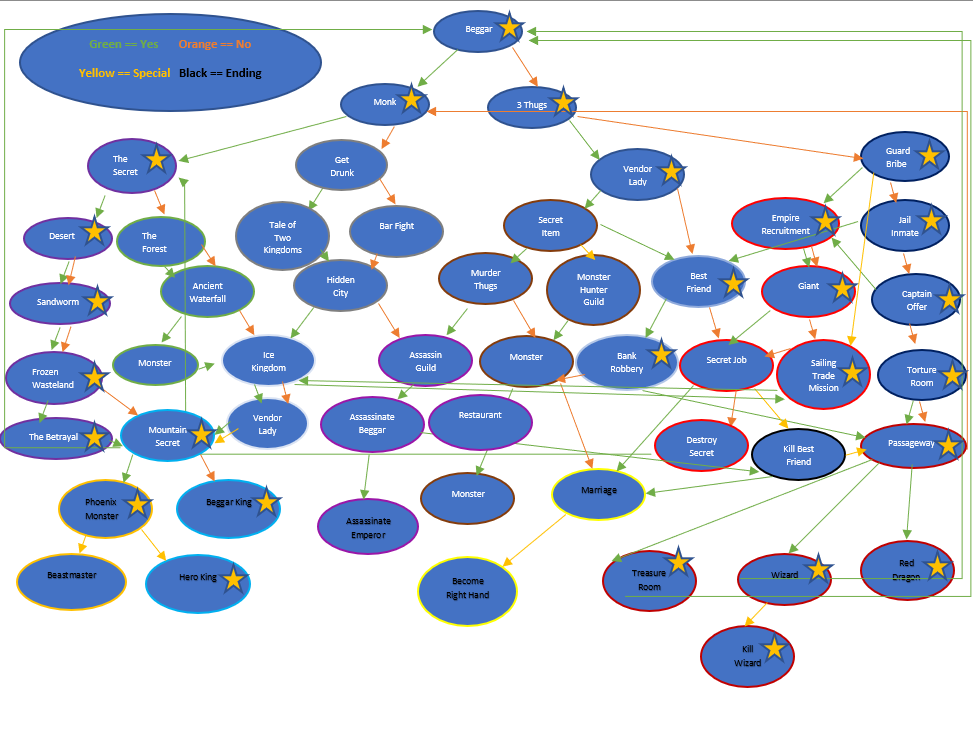 Beggar
Green == Yes Orange == No
Yellow == Special Black == Ending
Monk
3 Thugs
The
Secret
Get
Drunk
Vendor
Lady
Guard
Bribe
Desert
The
Forest
Tale of
Two
Kingdoms
Bar Fight
Secret
Item
Empire
Recruitment
Jail
Inmate
Sandworm
Ancient
Waterfall
Hidden
City
Murder
Thugs
Monster
Hunter
Guild
Best
Friend
Giant
Captain
Offer
Frozen
Wasteland
Monster
Ice
Kingdom
Assassin
Guild
Monster
Bank
Robbery
Secret Job
Sailing
Trade
Mission
Torture
Room
The Betrayal
Mountain
Secret
Vendor
Lady
Assassinate
Beggar
Restaurant
Destroy
Secret
Kill Best
Friend
Passageway
Phoenix
Monster
Beggar King
Assassinate
Emperor
Monster
Marriage
Beastmaster
Hero King
Become
Right Hand
Treasure
Room
Wizard
Red
Dragon
Kill
Wizard